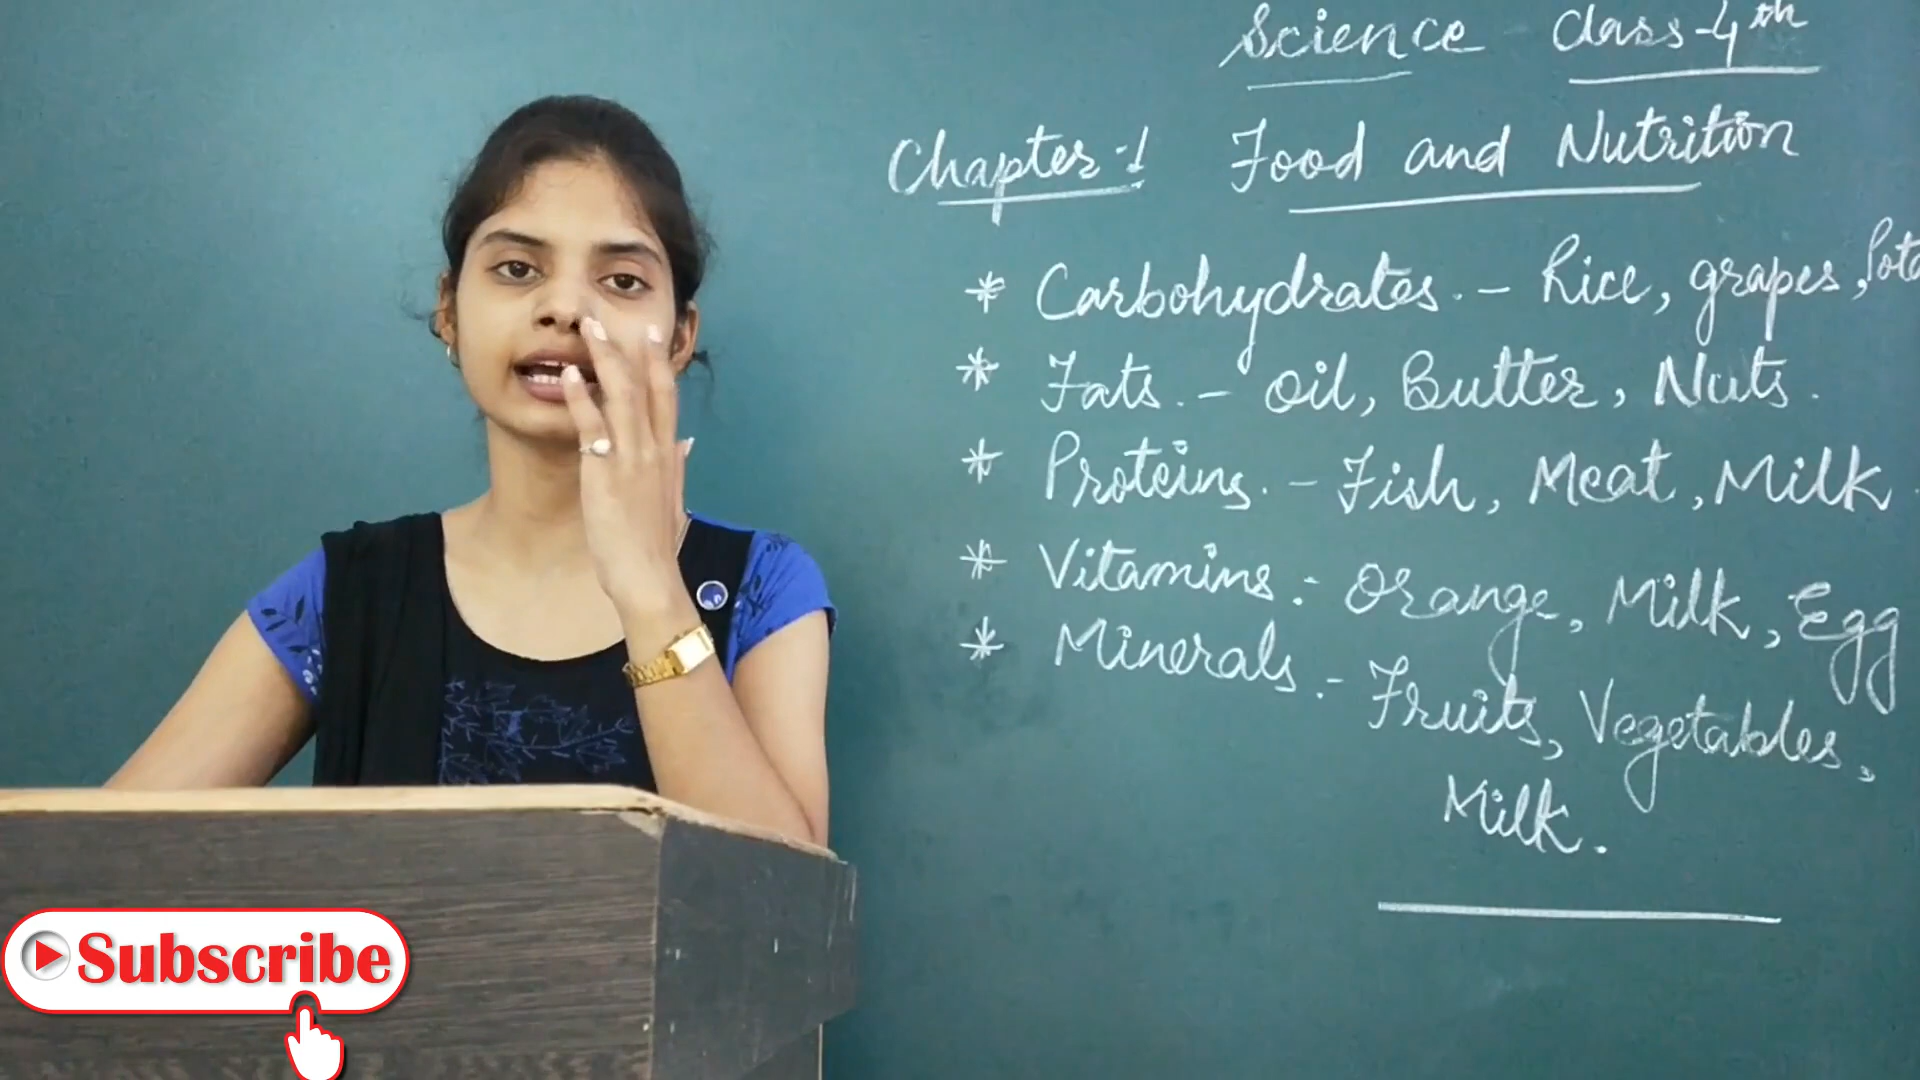 Science - Class-4th
Chapter-1 Food and Nutrition
* Carbohydrates. - Rice, grapes, Pota
* Fats. - Oil, Butter, Nuts.
* Proteins. - Fish, Meat, Milk.
* Vitamins :- Orange, Milk, Egg
* Minerals :- Fruits, Vegetables,
Milk.
Subscribe